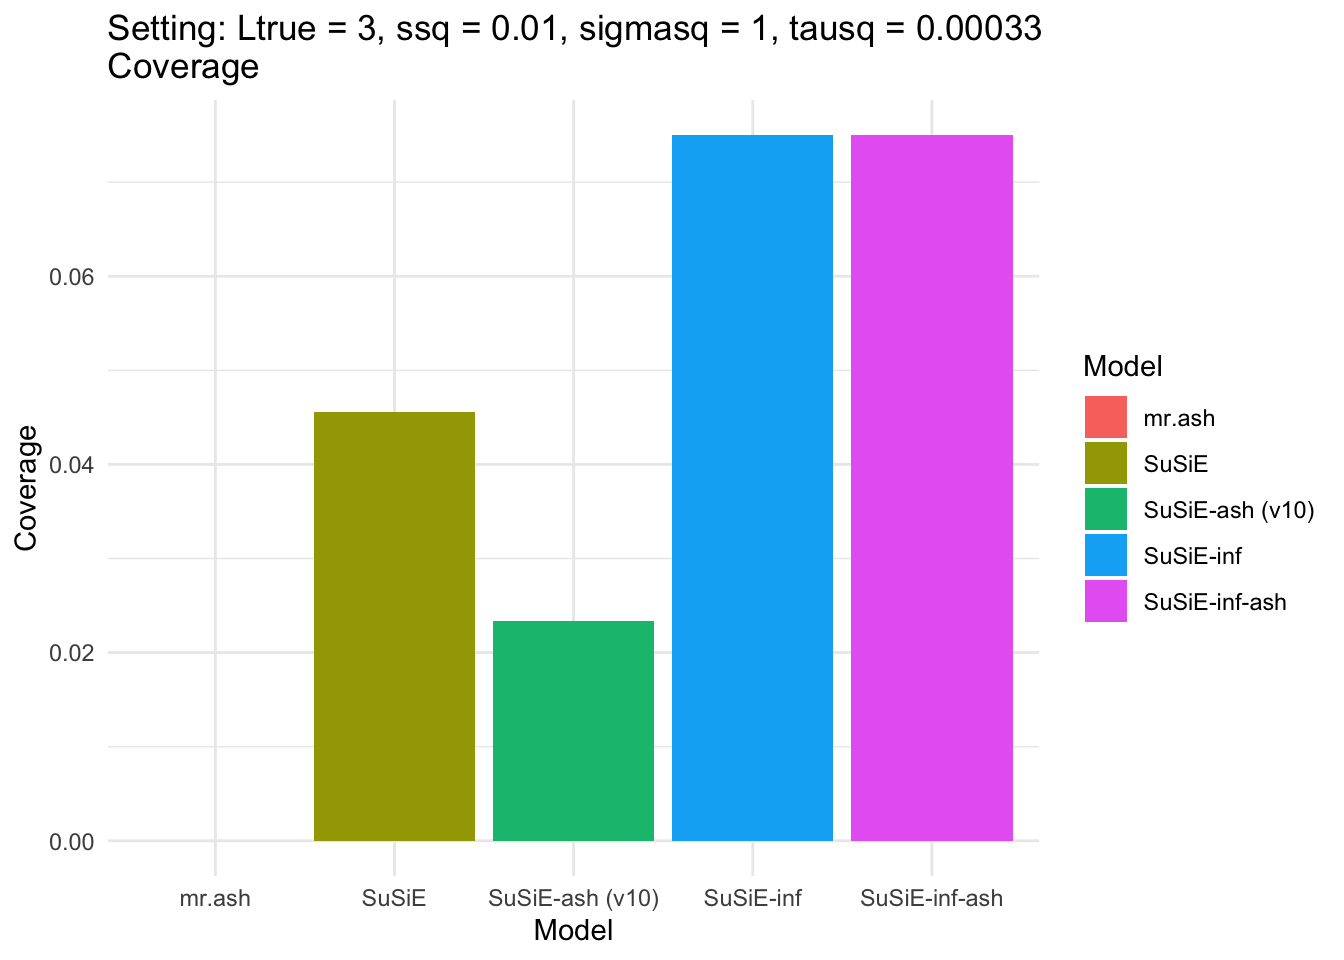 Setting: Ltrue = 3, ssq = 0.01, sigmasq = 1, tausq = 0.00033
Coverage
0.06
0.04
0.02
0.00
Coverage
mr.ash SuSiE SuSiE-ash (v10) SuSiE-inf SuSiE-inf-ash
Model
Model
mr.ash
SuSiE
SuSiE-ash (v10)
SuSiE-inf
SuSiE-inf-ash